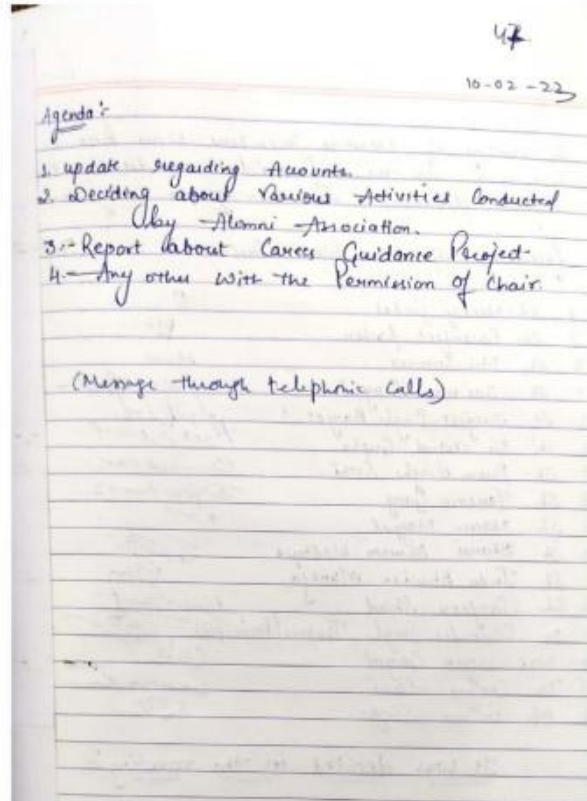 47
10-02-22
Agenda :-
1. update regarding Accounts.
2. Deciding about various Activities Conducted
by Alumni Association.
3.- Report about Career Guidance Project.
4.- Any other with the Permission of Chair.
(Message through telephonic calls)